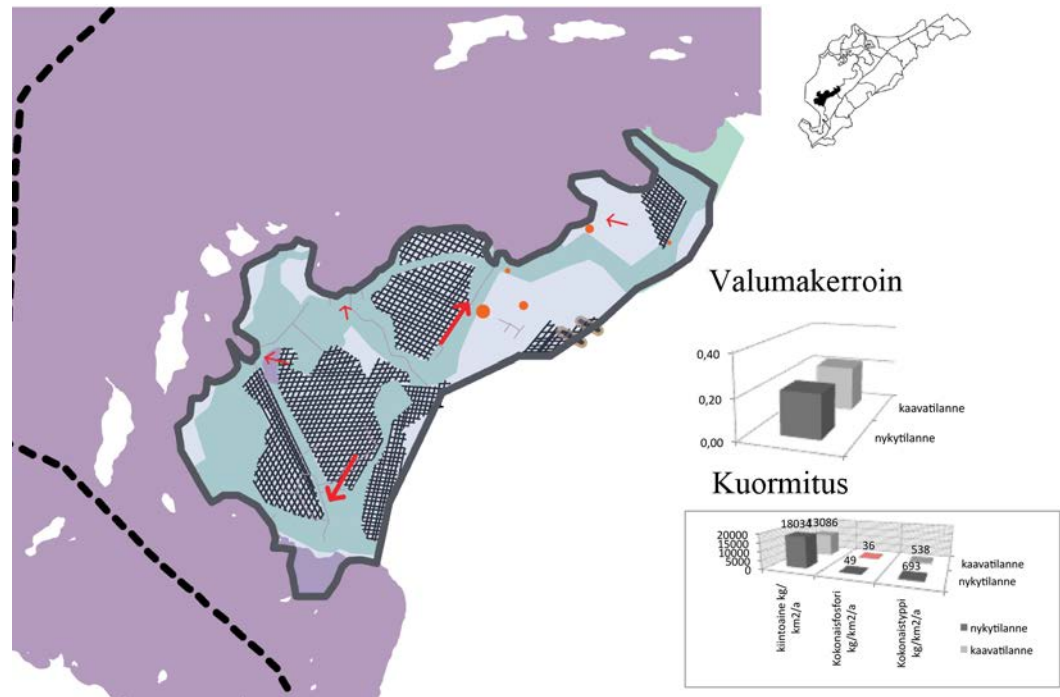 Valumakerroin
0,40
0,20
0,00
kaavatilanne
nykytilanne
Kuormitus
18034 13086
20000
15000
10000
5000
0
36
49
538
693
kaavatilanne
nykytilanne
kiintoaine kg/
km2/a
Kokonaisfosfori
kg/km2/a
Kokonaistyppi
kg/km2/a
nykytilanne
kaavatilanne